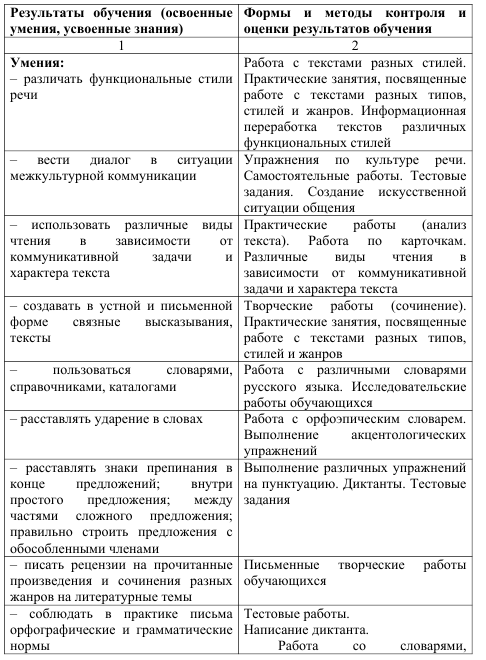 Результаты обучения (освоенные
умения, усвоенные знания)
Формы и методы контроля и
оценки результатов обучения
1
2
Умения:
– различать функциональные стили
речи
Работа с текстами разных стилей.
Практические занятия, посвященные
работе с текстами разных типов,
стилей и жанров. Информационная
переработка текстов различных
функциональных стилей
– вести диалог в ситуации
межкультурной коммуникации
Упражнения по культуре речи.
Самостоятельные работы. Тестовые
задания. Создание искусственной
ситуации общения
– использовать различные виды
чтения в зависимости от
коммуникативной задачи и
характера текста
Практические работы (анализ
текста). Работа по карточкам.
Различные виды чтения в
зависимости от коммуникативной
задачи и характера текста
– создавать в устной и письменной
форме связные высказывания,
тексты
Творческие работы (сочинение).
Практические занятия, посвященные
работе с текстами разных типов,
стилей и жанров
– пользоваться словарями,
справочниками, каталогами
Работа с различными словарями
русского языка. Исследовательские
работы обучающихся
– расставлять ударение в словах
Работа с орфоэпическим словарем.
Выполнение акцентологических
упражнений
– расставлять знаки препинания в
конце предложений; внутри
простого предложения; между
частями сложного предложения;
правильно строить предложения с
обособленными членами
Выполнение различных упражнений
на пунктуацию. Диктанты. Тестовые
задания
– писать рецензии на прочитанные
произведения и сочинения разных
жанров на литературные темы
Письменные творческие работы
обучающихся
– соблюдать в практике письма
орфографические и грамматические
нормы
Тестовые работы.
Написание диктанта.
Работа со словарями,